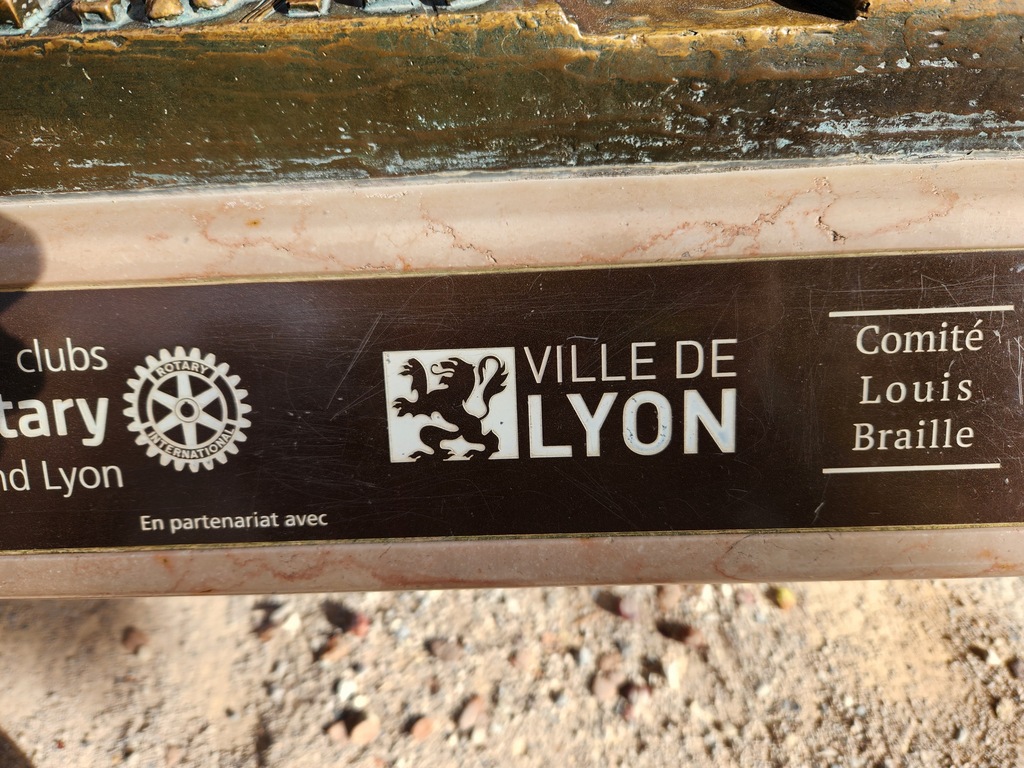 clubs
tary
nd Lyon
ROTARY
INTERNATIONAL
En partenariat avec
VILLE DE
LYON
Comité
Louis
Braille